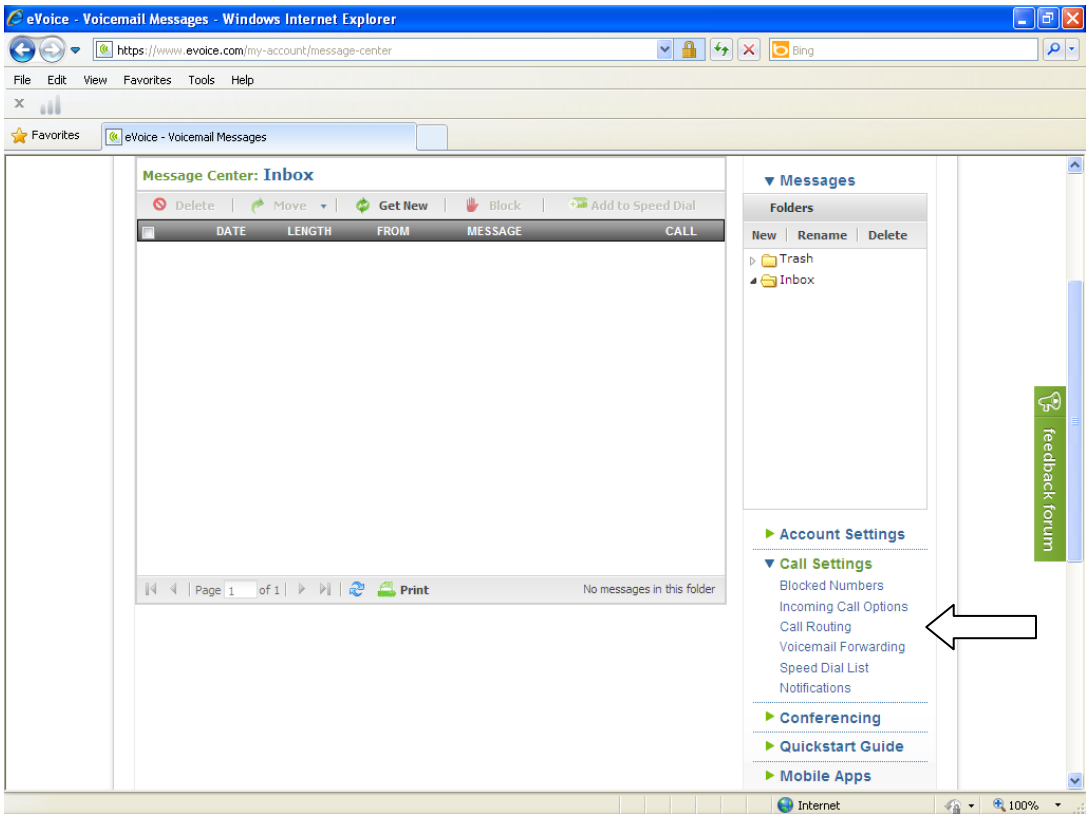 eVoice - Voicemail Messages - Windows Internet Explorer
https://www.evoice.com/my-account/message-center
Bing
File Edit View Favorites Tools Help
x
Favorites
eVoice - Voicemail Messages
Message Center: Inbox
Delete Move Get New Block Add to Speed Dial
DATE LENGTH FROM MESSAGE CALL
Page 1 of 1 Print No messages in this folder
Messages
Folders
New Rename Delete
Trash
Inbox
Account Settings
Call Settings
Blocked Numbers
Incoming Call Options
Call Routing
Voicemail Forwarding
Speed Dial List
Notifications
Conferencing
Quickstart Guide
Mobile Apps
feedback forum
Internet 100%